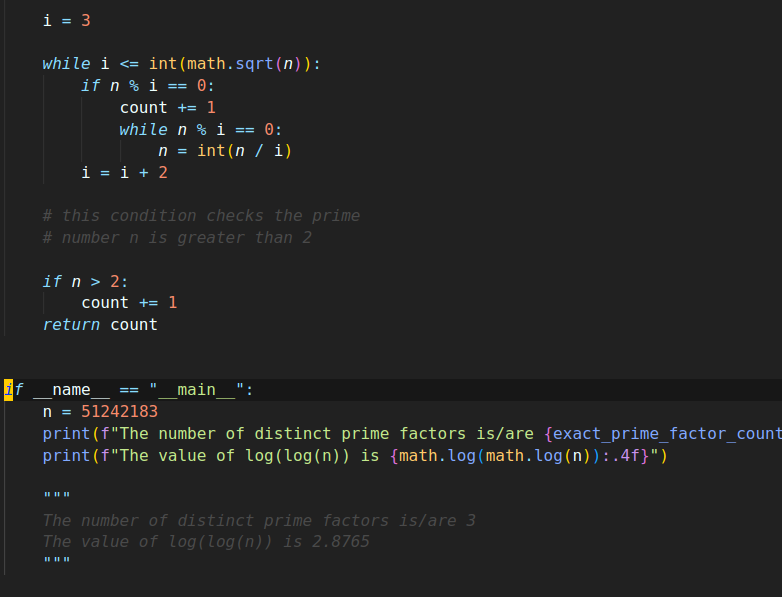 i = 3
while i <= int(math.sqrt(n)):
if n % i == 0:
count += 1
while n % i == 0:
n = int(n / i)
i = i + 2
# this condition checks the prime
# number n is greater than 2
if n > 2:
count += 1
return count
if __name__ == "__main__":
n = 51242183
print(f"The number of distinct prime factors is/are {exact_prime_factor_count
print(f"The value of log(log(n)) is {math.log(math.log(n)):.4f}")
"""
The number of distinct prime factors is/are 3
The value of log(log(n)) is 2.8765
"""